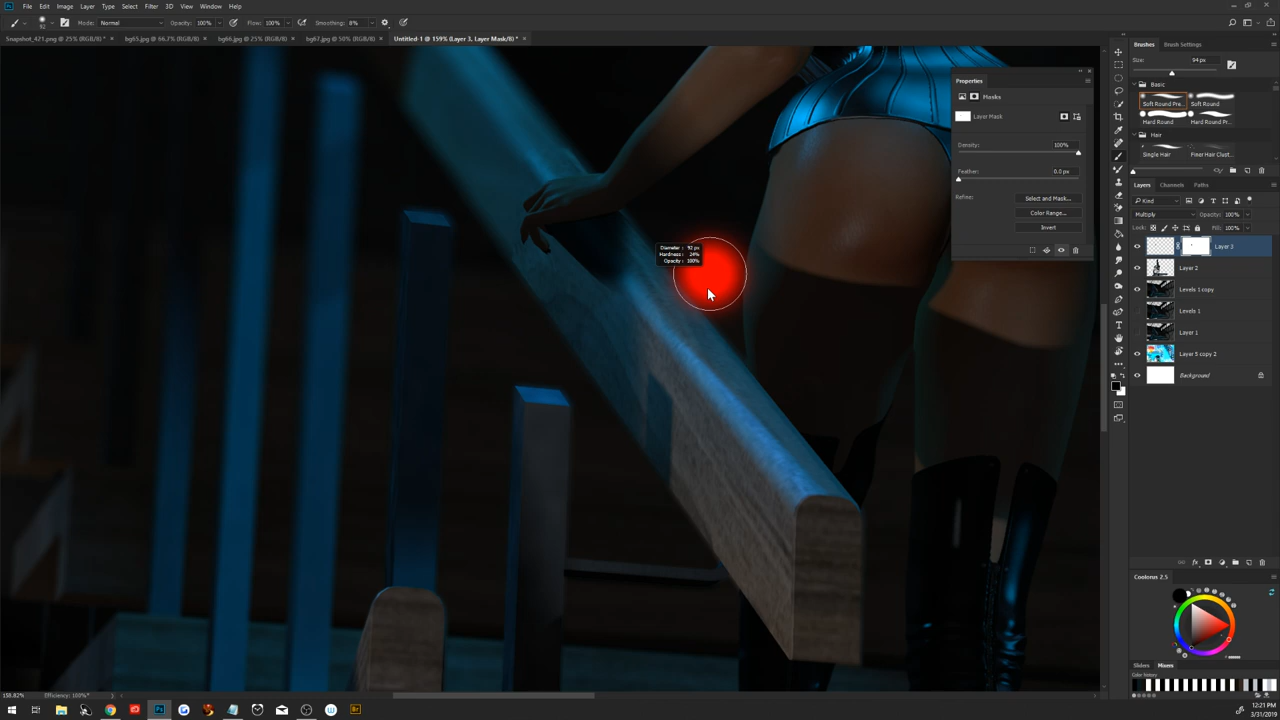 File Edit Image Layer Type Select Filter 3D View Window Help
Mode: Normal Opacity: 100% Flow: 100% Smoothing: 8%
Snapshot_421.png @ 25% (RGB/8) * × bg65.jpg @ 66.7% (RGB/8) × bg66.jpg @ 25% (RGB/8) × bg67.jpg @ 50% (RGB/8) × Untitled-1 @ 159% (Layer 3, Layer Mask/8) * ×
Brushes Brush Settings
Size: 94 px
Basic
Soft Round Pre... Soft Round
Hard Round Hard Round Pr...
Hair
Single Hair Finer Hair Clust...
Properties
Masks
Layer Mask
Density: 100%
Feather: 0.0 px
Refine: Select and Mask...
Color Range...
Invert
Diameter: 92 px
Hardness: 24%
Opacity: 100%
Layers Channels Paths
Kind
Multiply Opacity: 100%
Lock: Fill: 100%
Layer 3
Layer 2
Levels 1 copy
Levels 1
Layer 1
Layer 5 copy 2
Background
Coolorus 2.5
Sliders Mixers
Color history
158.82% Efficiency: 100%*
Br
12:21 PM
3/31/2019